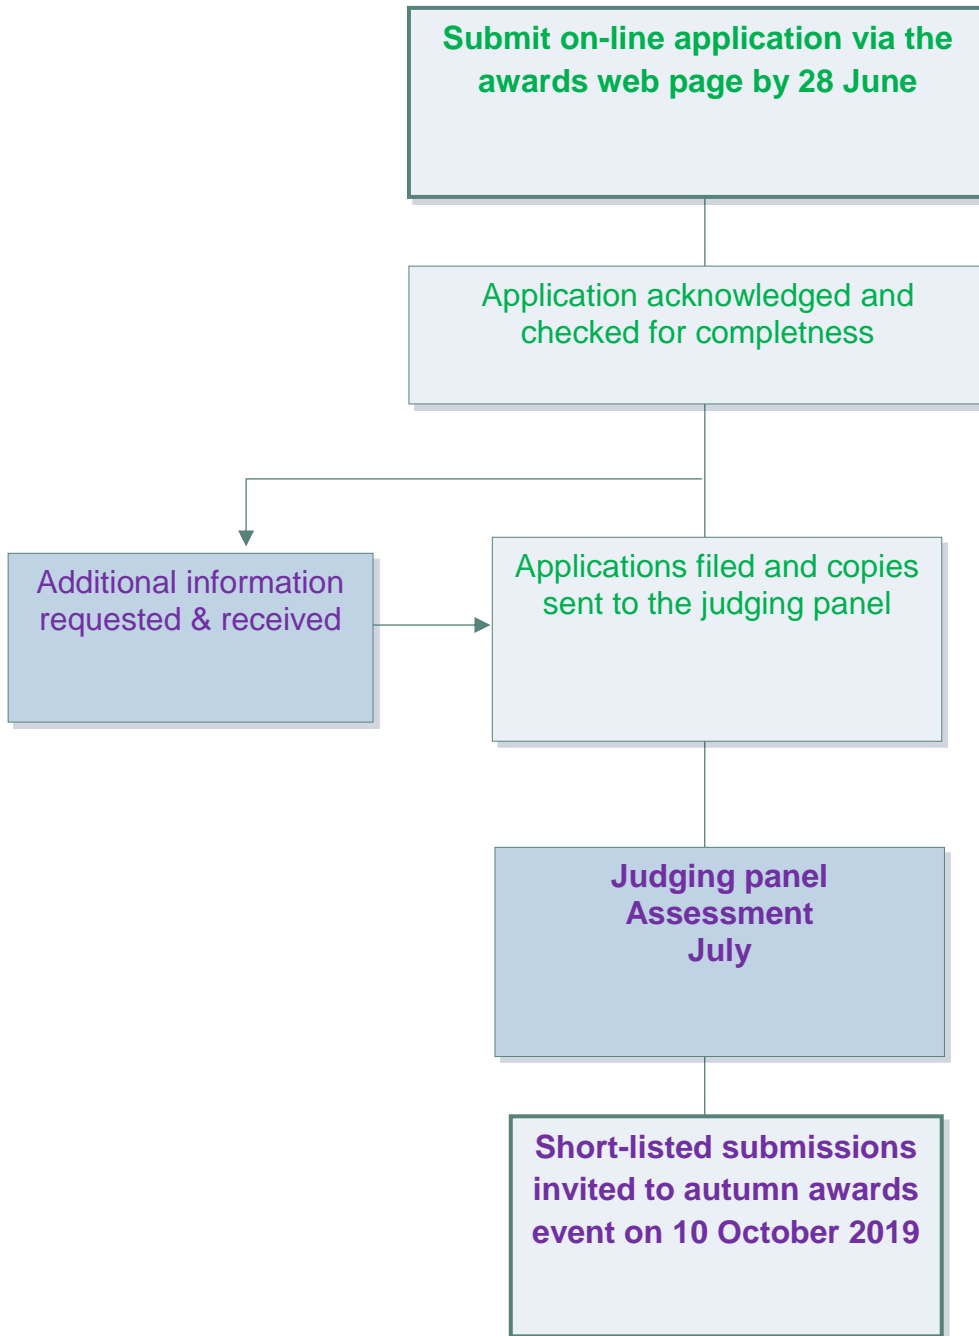 Submit on-line application via the
awards web page by 28 June
Application acknowledged and
checked for completness
Additional information
requested & received
Applications filed and copies
sent to the judging panel
Judging panel
Assessment
July
Short-listed submissions
invited to autumn awards
event on 10 October 2019